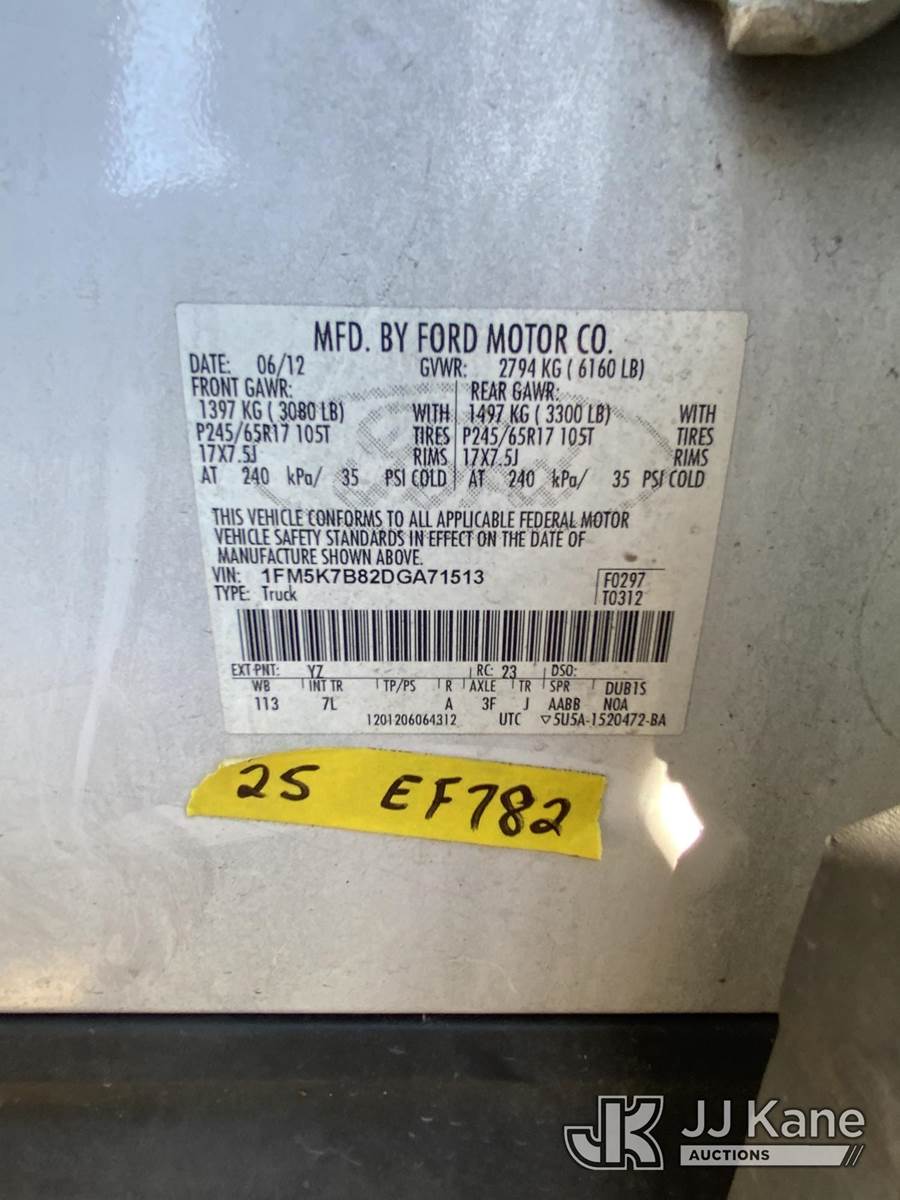 MFD. BY FORD MOTOR CO.
DATE: 06/12 GVWR: 2794 KG ( 6160 LB)
FRONT GAWR: REAR GAWR:
1397 KG ( 3080 LB) WITH 1497 KG ( 3300 LB) WITH
P245/65R17 105T TIRES P245/65R17 105T TIRES
17X7.5J RIMS 17X7.5J RIMS
AT 240 kPa/ 35 PSI COLD AT 240 kPa/ 35 PSI COLD
THIS VEHICLE CONFORMS TO ALL APPLICABLE FEDERAL MOTOR
VEHICLE SAFETY STANDARDS IN EFFECT ON THE DATE OF
MANUFACTURE SHOWN ABOVE.
VIN: 1FM5K7B82DGA71513 F0297
TYPE: Truck T0312
EXT PNT: YZ RC: 23 DSO:
WB INT TR TP/PS R AXLE TR SPR DUB1S
113 7L A 3F J AABB NOA
1201206064312 UTC ▽5U5A-1520472-BA
25 EF782
JK JJ Kane
AUCTIONS